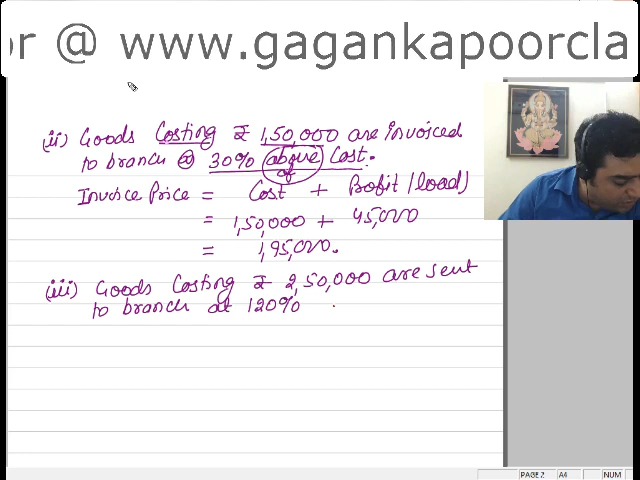 or @ www.gagankapoorcla
(ii) Goods Costing ₹ 1,50,000 are invoiced
to branch @ 30% above Cost.
of
Invoice Price = Cost + Profit (load)
= 1,50,000 + 45,000
= 1,95,000.
(iii) Goods Costing ₹ 2,50,000 are sent
to branch at 120%
PAGE 2 A4 NUM